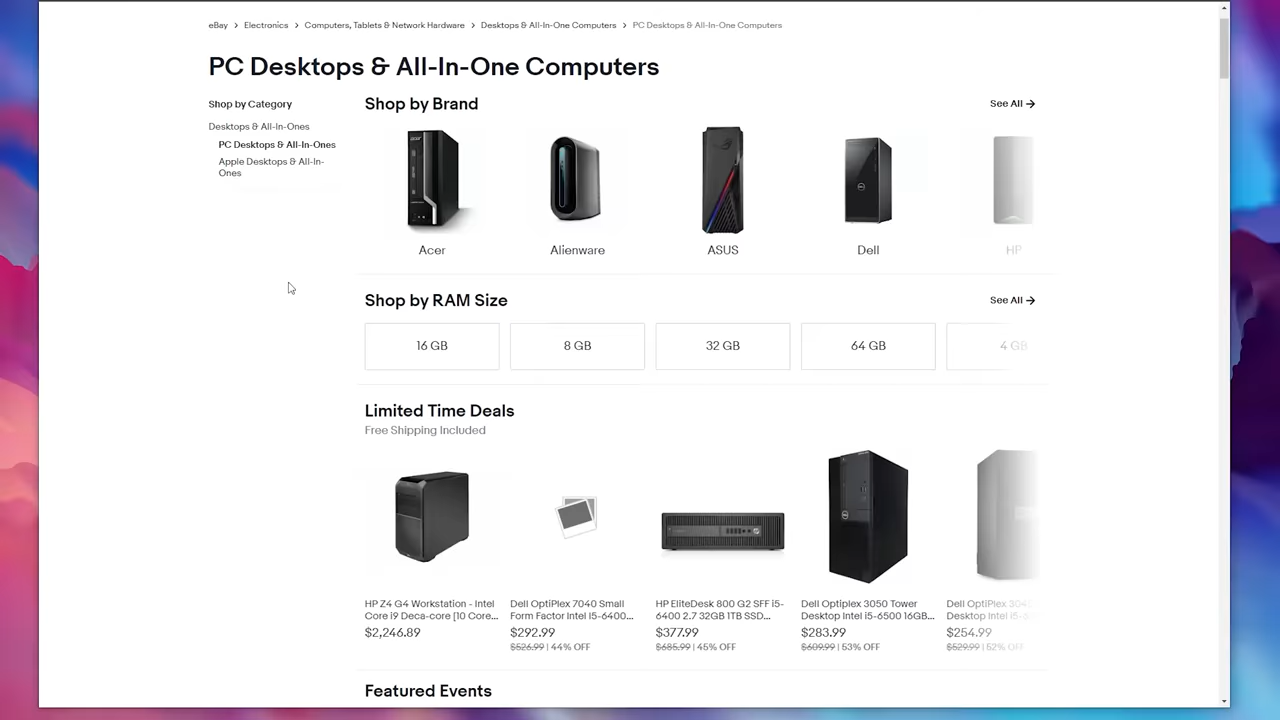 eBay > Electronics > Computers, Tablets & Network Hardware > Desktops & All-In-One Computers > PC Desktops & All-In-One Computers
PC Desktops & All-In-One Computers
Shop by Category
Desktops & All-In-Ones
PC Desktops & All-In-Ones
Apple Desktops & All-In-
Ones
Shop by Brand
See All →
Acer
Alienware
ASUS
Dell
HP
Shop by RAM Size
See All →
16 GB
8 GB
32 GB
64 GB
4 GB
Limited Time Deals
Free Shipping Included
HP Z4 G4 Workstation - Intel
Core i9 Deca-core [10 Core...
$2,246.89
Dell OptiPlex 7040 Small
Form Factor Intel i5-6400...
$292.99
$526.99 | 44% OFF
HP EliteDesk 800 G2 SFF i5-
6400 2.7 32GB 1TB SSD...
$377.99
$685.99 | 45% OFF
Dell Optiplex 3050 Tower
Desktop Intel i5-6500 16GB...
$283.99
$609.99 | 53% OFF
Dell OptiPlex
Desktop Intel
$254.99
$529.99 | 52% OFF
Featured Events